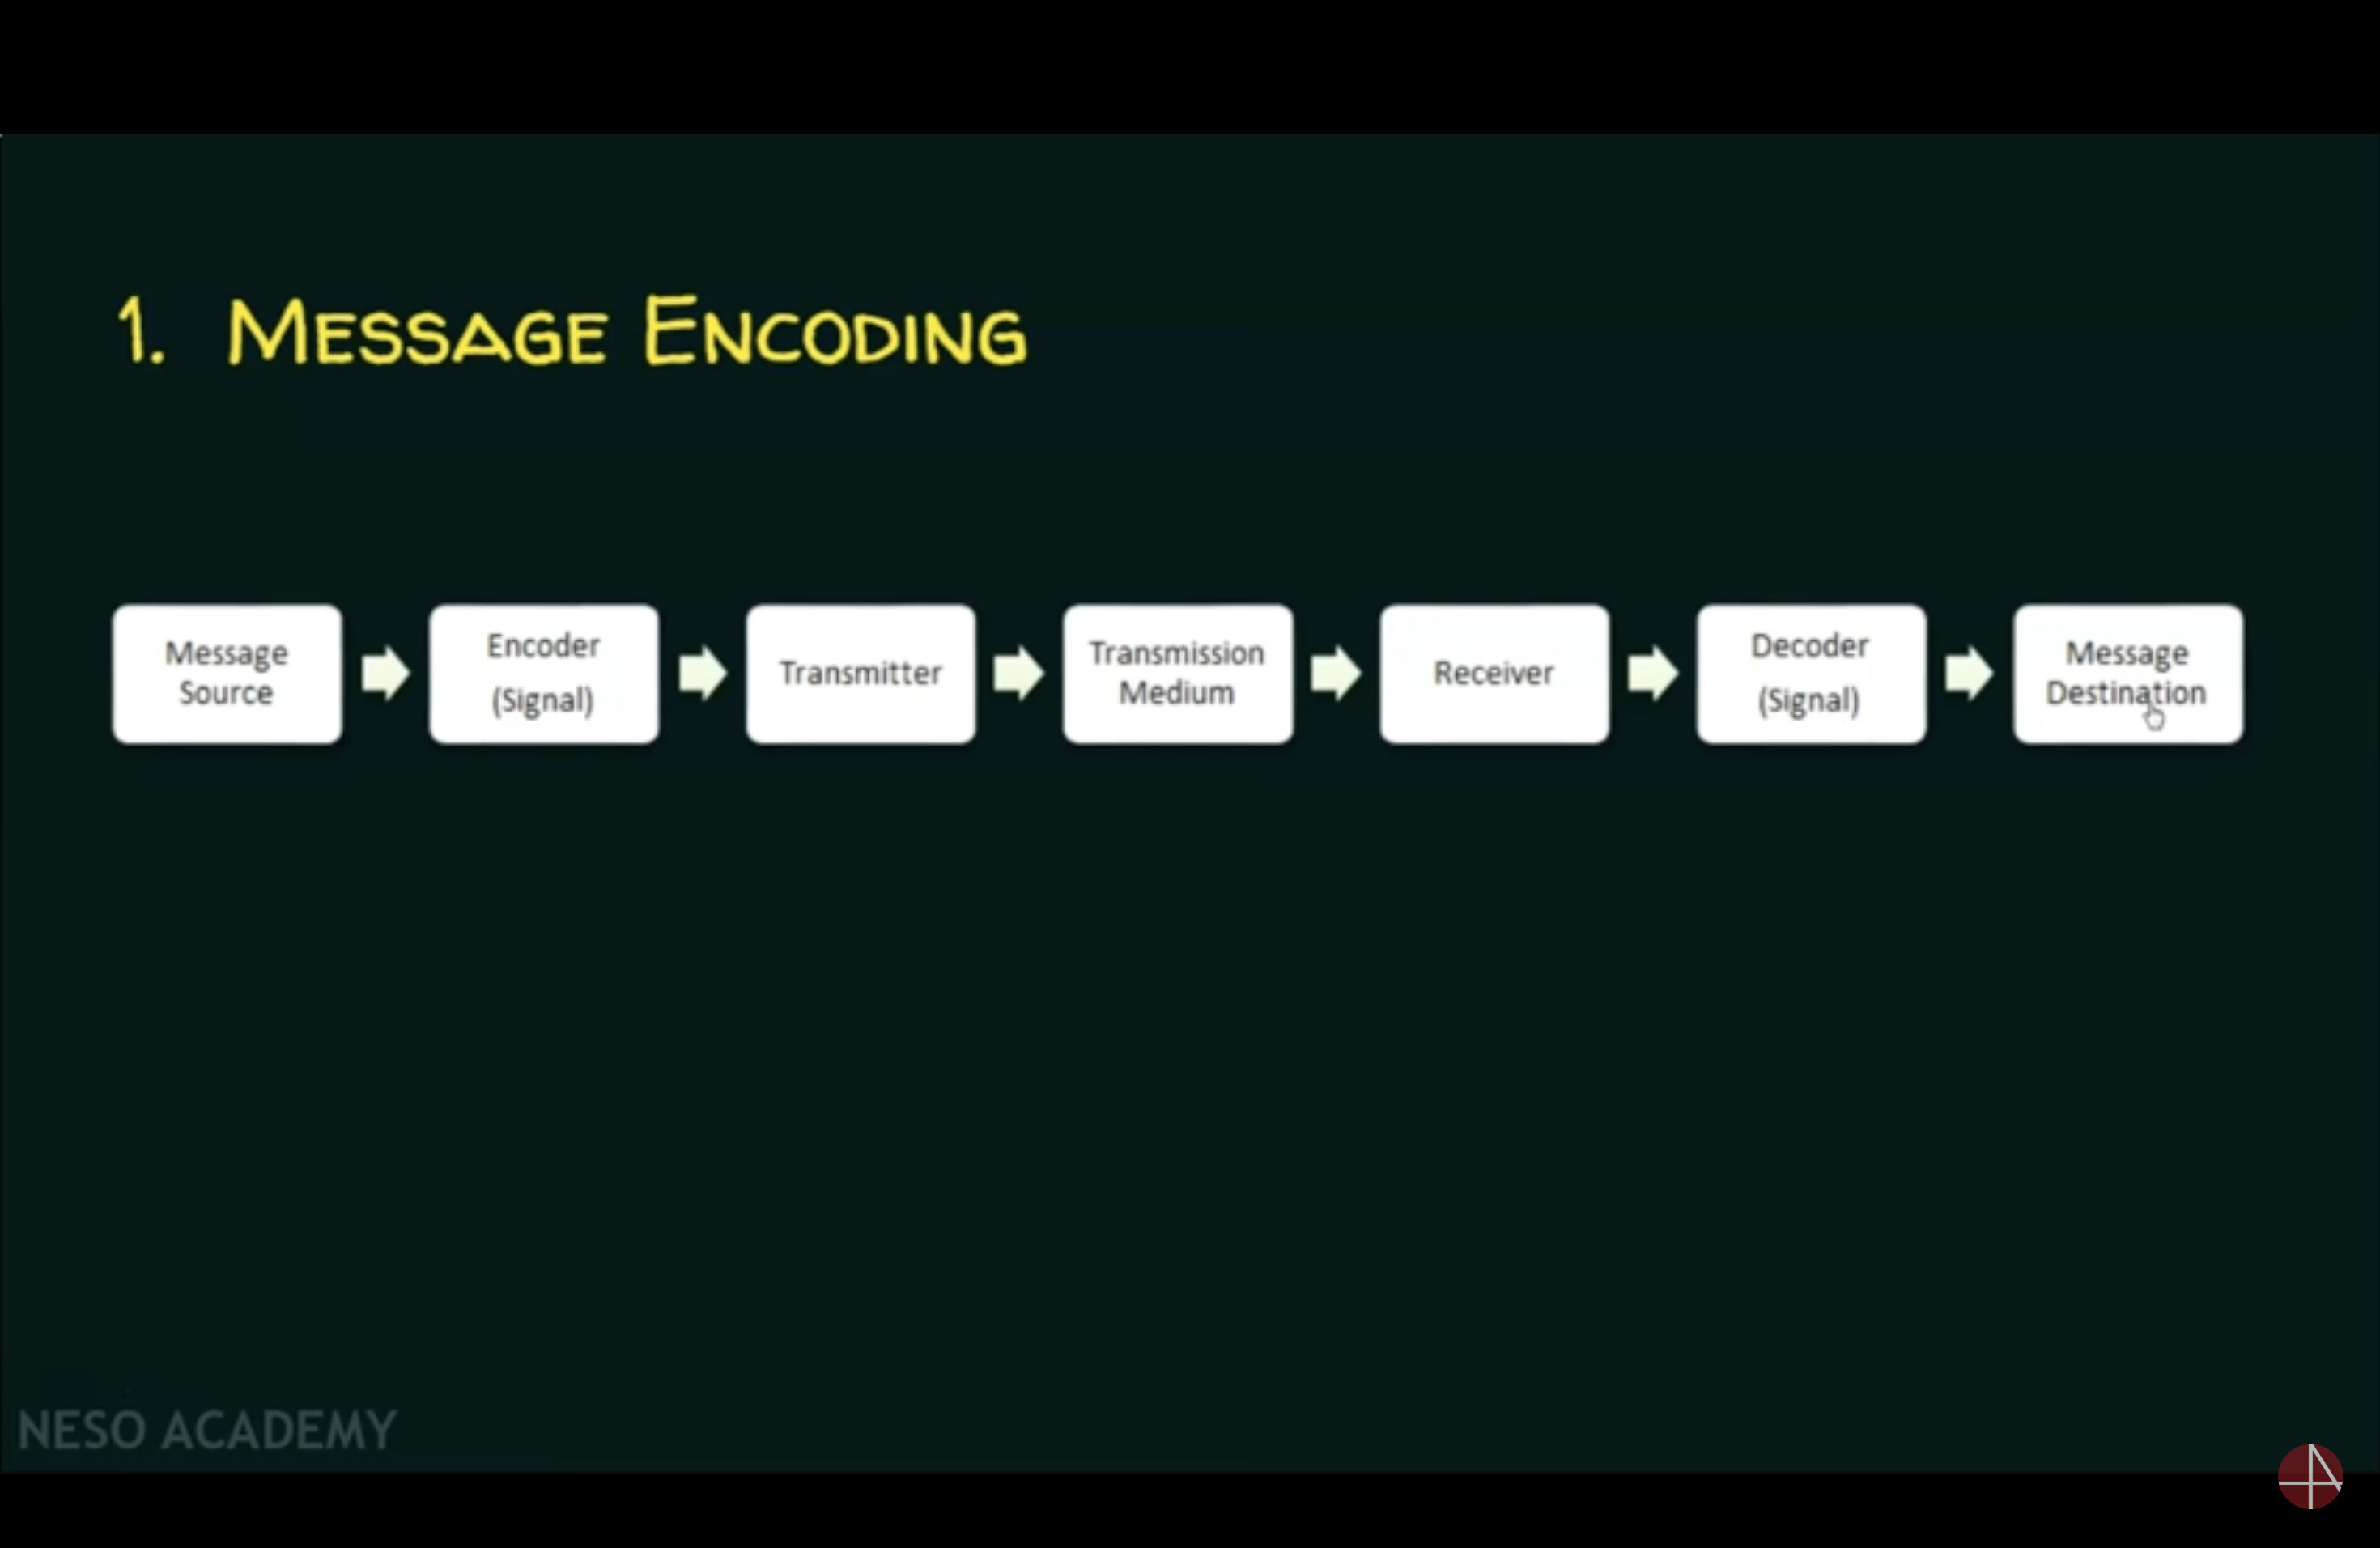 1. MESSAGE ENCODING
Message
Source
Encoder
(Signal)
Transmitter
Transmission
Medium
Receiver
Decoder
(Signal)
Message
Destination
NESO ACADEMY